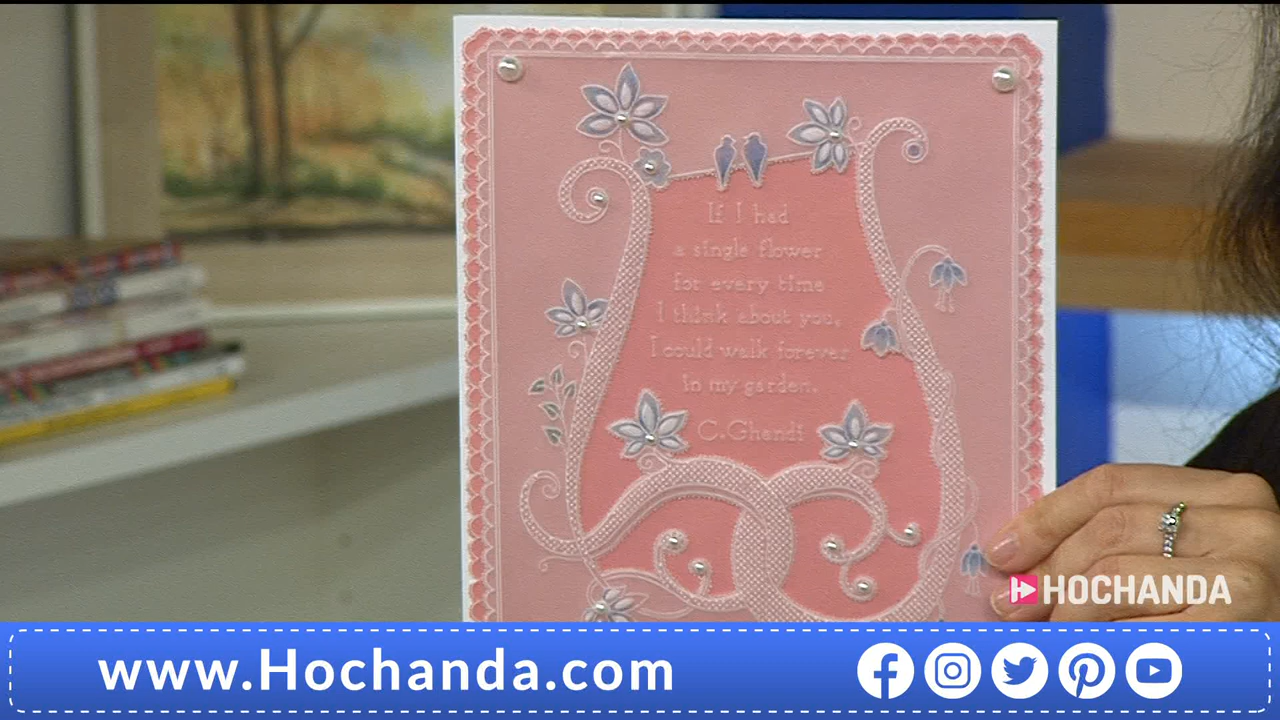 If I had
a single flower
for every time
I think about you,
I could walk forever
in my garden.
C.Ghandi
HOCHANDA
www.Hochanda.com